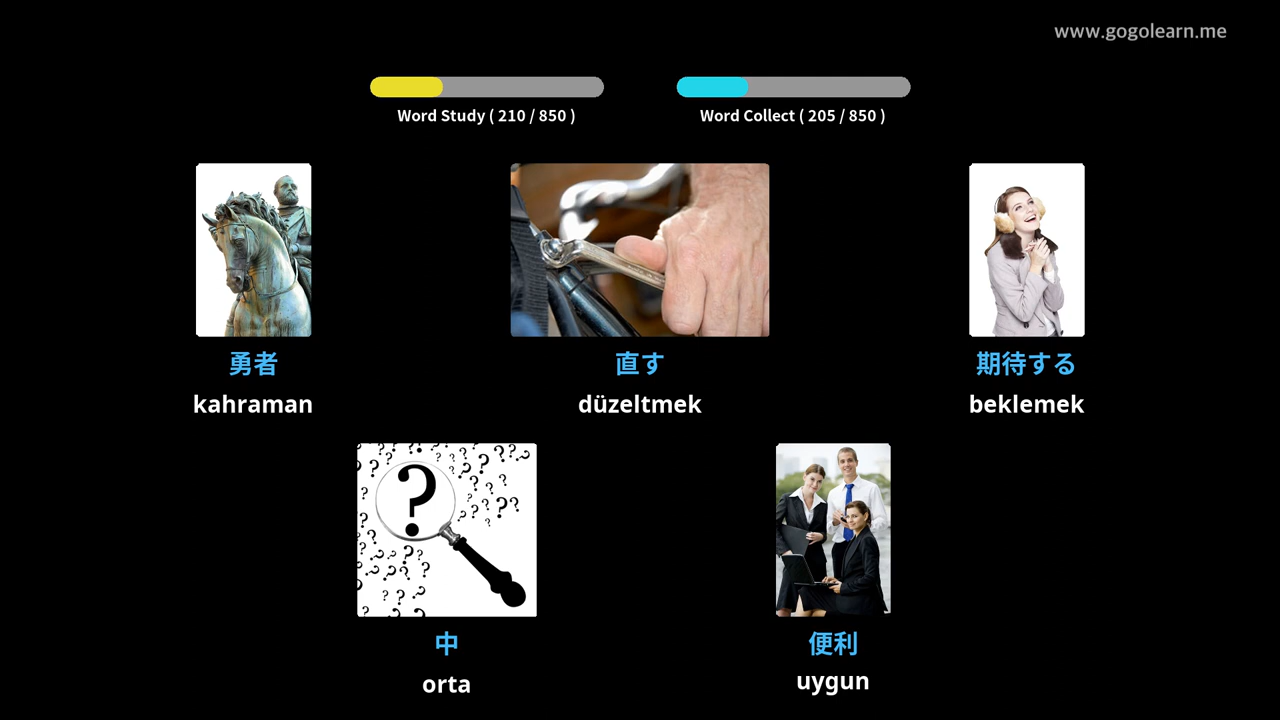 www.gogolearn.me
Word Study ( 210 / 850 )
Word Collect ( 205 / 850 )
勇者
kahraman
直す
düzeltmek
期待する
beklemek
?
中
orta
便利
uygun